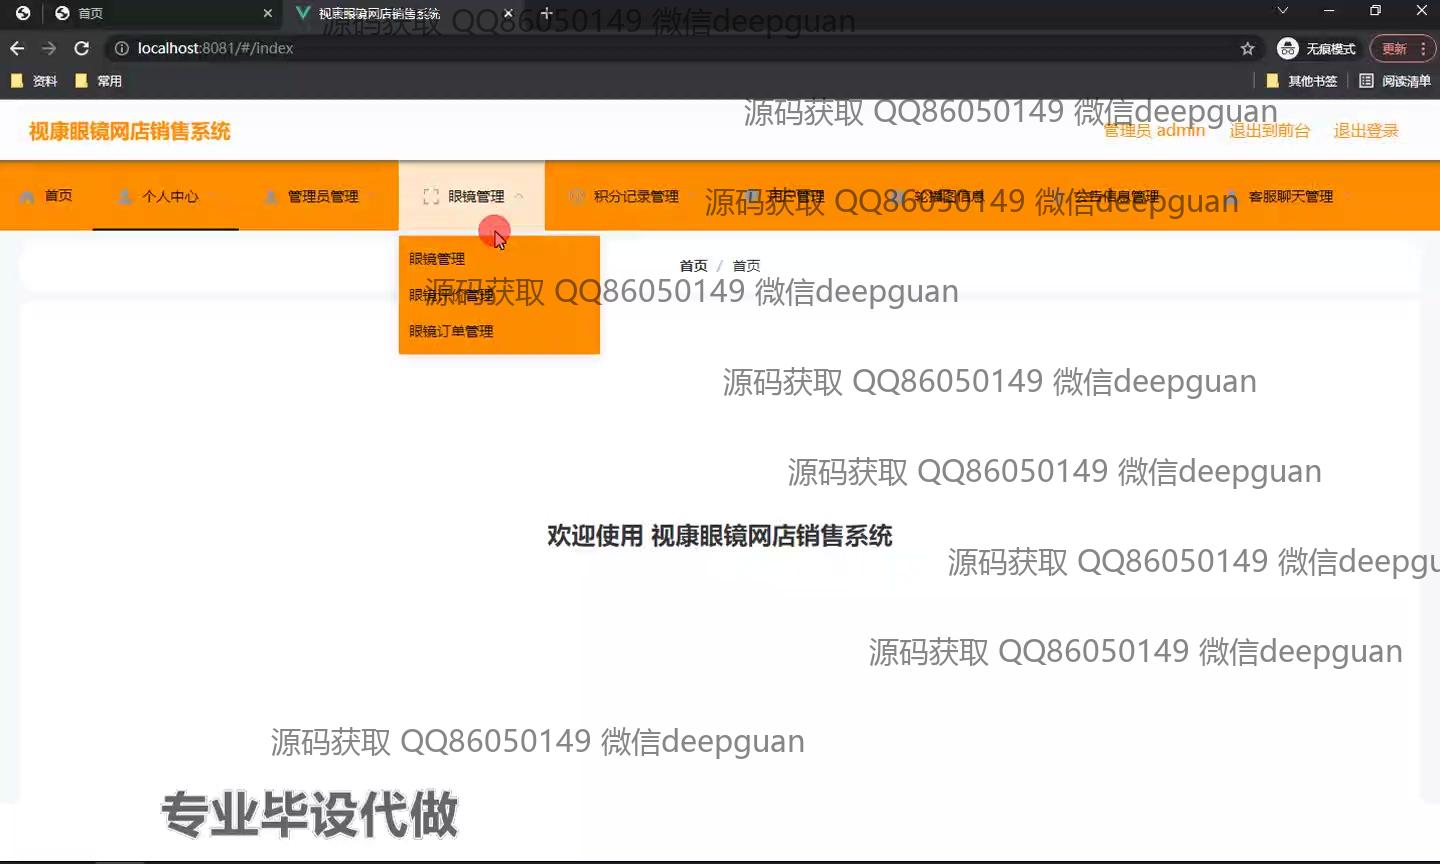 首页
视康眼镜网店销售系统
源码获取 QQ86050149 微信deepguan
localhost:8081/#/index
无痕模式
更新
资料
常用
其他书签
阅读清单
源码获取 QQ86050149 微信deepguan
视康眼镜网店销售系统
管理员 admin
退出到前台
退出登录
首页
个人中心
管理员管理
眼镜管理
积分记录管理
用户管理
轮播图信息
公告信息管理
客服聊天管理
源码获取 QQ86050149 微信deepguan
眼镜管理
首页 / 首页
眼镜评价管理
源码获取 QQ86050149 微信deepguan
眼镜订单管理
源码获取 QQ86050149 微信deepguan
源码获取 QQ86050149 微信deepguan
欢迎使用 视康眼镜网店销售系统
源码获取 QQ86050149 微信deepgu
源码获取 QQ86050149 微信deepguan
源码获取 QQ86050149 微信deepguan
专业毕设代做